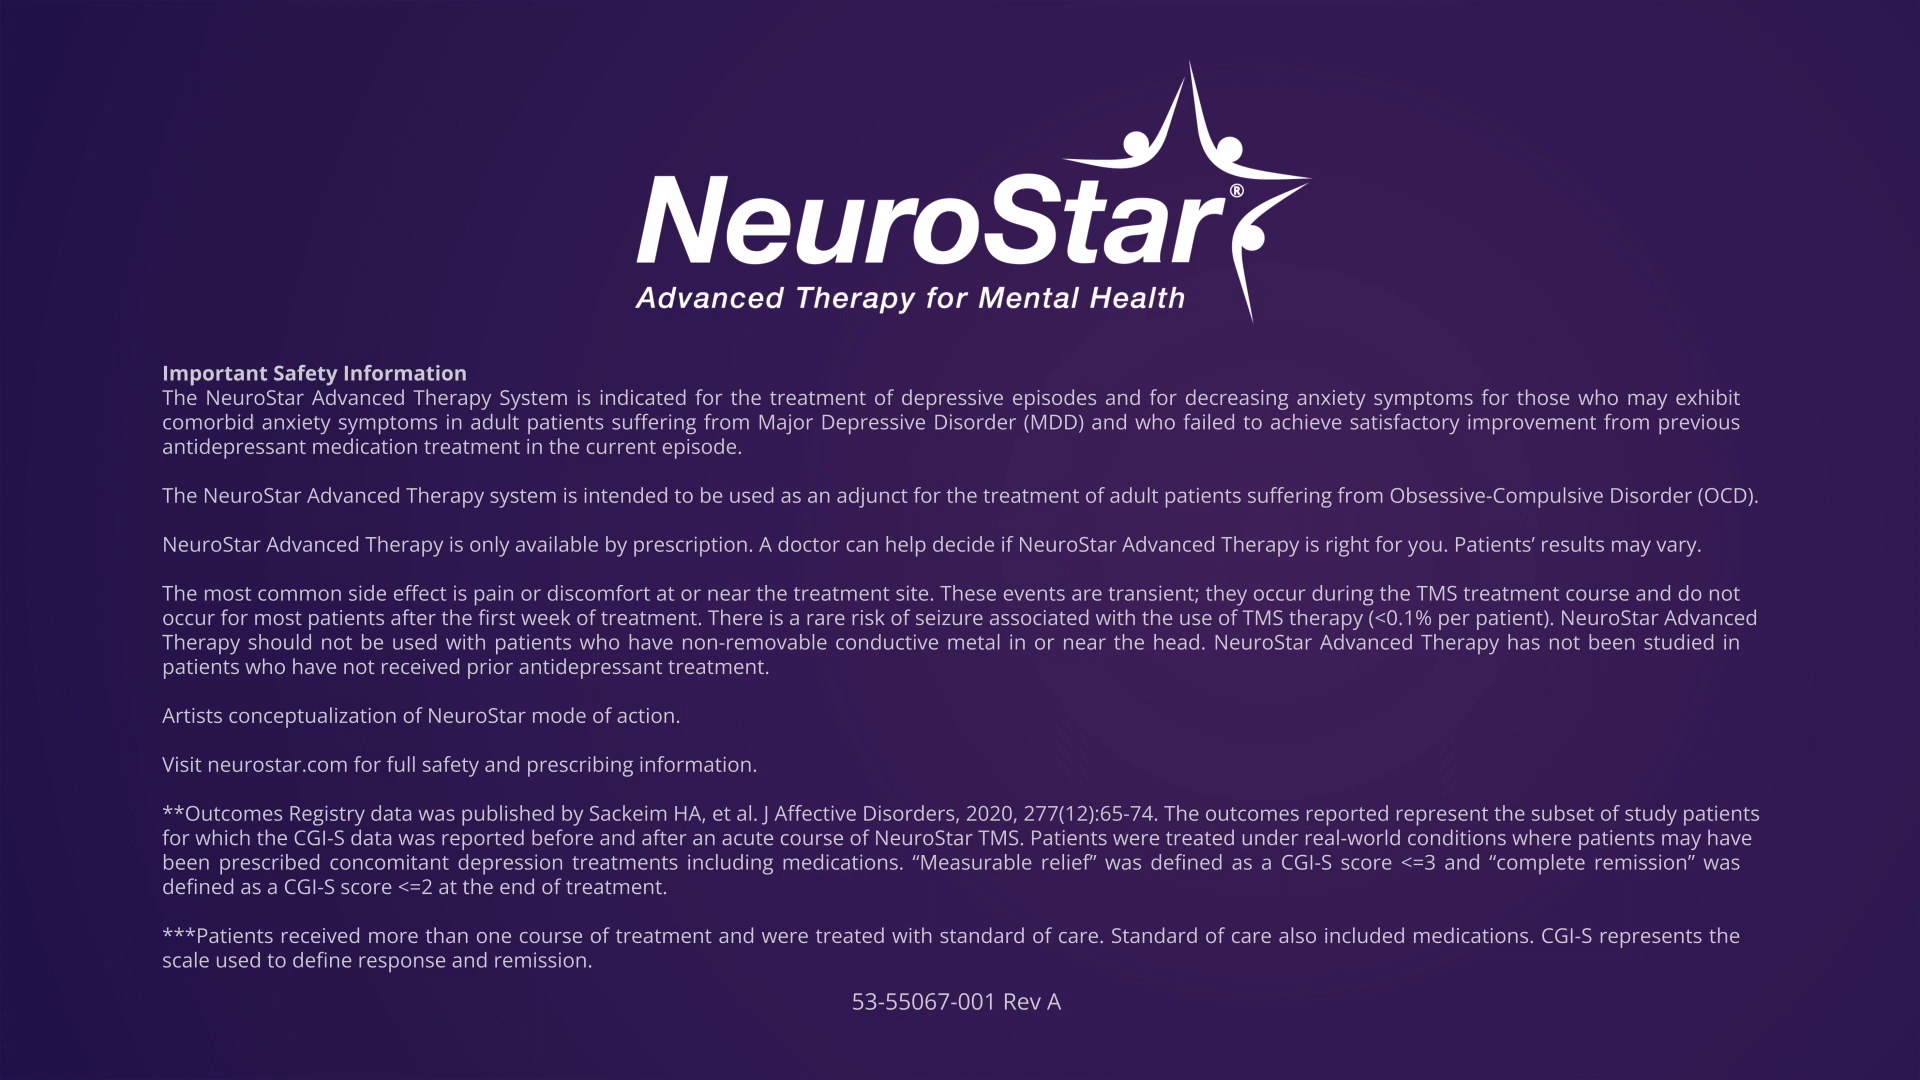 NeuroStar®
Advanced Therapy for Mental Health
Important Safety Information
The NeuroStar Advanced Therapy System is indicated for the treatment of depressive episodes and for decreasing anxiety symptoms for those who may exhibit
comorbid anxiety symptoms in adult patients suffering from Major Depressive Disorder (MDD) and who failed to achieve satisfactory improvement from previous
antidepressant medication treatment in the current episode.
The NeuroStar Advanced Therapy system is intended to be used as an adjunct for the treatment of adult patients suffering from Obsessive-Compulsive Disorder (OCD).
NeuroStar Advanced Therapy is only available by prescription. A doctor can help decide if NeuroStar Advanced Therapy is right for you. Patients’ results may vary.
The most common side effect is pain or discomfort at or near the treatment site. These events are transient; they occur during the TMS treatment course and do not
occur for most patients after the first week of treatment. There is a rare risk of seizure associated with the use of TMS therapy (<0.1% per patient). NeuroStar Advanced
Therapy should not be used with patients who have non-removable conductive metal in or near the head. NeuroStar Advanced Therapy has not been studied in
patients who have not received prior antidepressant treatment.
Artists conceptualization of NeuroStar mode of action.
Visit neurostar.com for full safety and prescribing information.
**Outcomes Registry data was published by Sackeim HA, et al. J Affective Disorders, 2020, 277(12):65-74. The outcomes reported represent the subset of study patients
for which the CGI-S data was reported before and after an acute course of NeuroStar TMS. Patients were treated under real-world conditions where patients may have
been prescribed concomitant depression treatments including medications. “Measurable relief” was defined as a CGI-S score <=3 and “complete remission” was
defined as a CGI-S score <=2 at the end of treatment.
***Patients received more than one course of treatment and were treated with standard of care. Standard of care also included medications. CGI-S represents the
scale used to define response and remission.
53-55067-001 Rev A